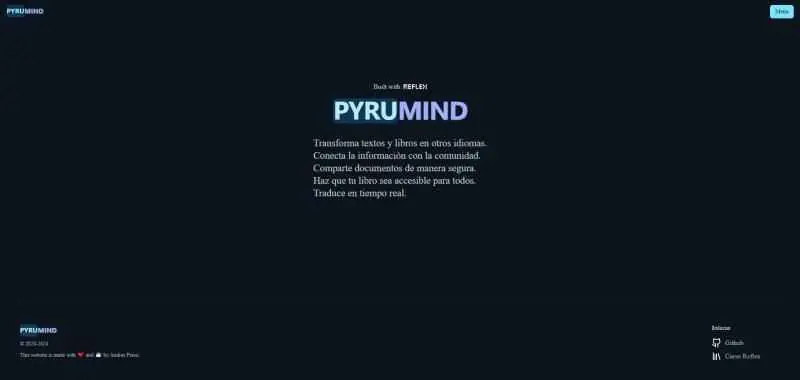 PYRUMIND
Menu
Built with REFLEX
PYRUMIND
Transforma textos y libros en otros idiomas.
Conecta la información con la comunidad.
Comparte documentos de manera segura.
Haz que tu libro sea accesible para todos.
Traduce en tiempo real.
PYRUMIND
Enlaces
©
Github
This website is made with ❤️ and ☕ by Andres
Curso Reflex